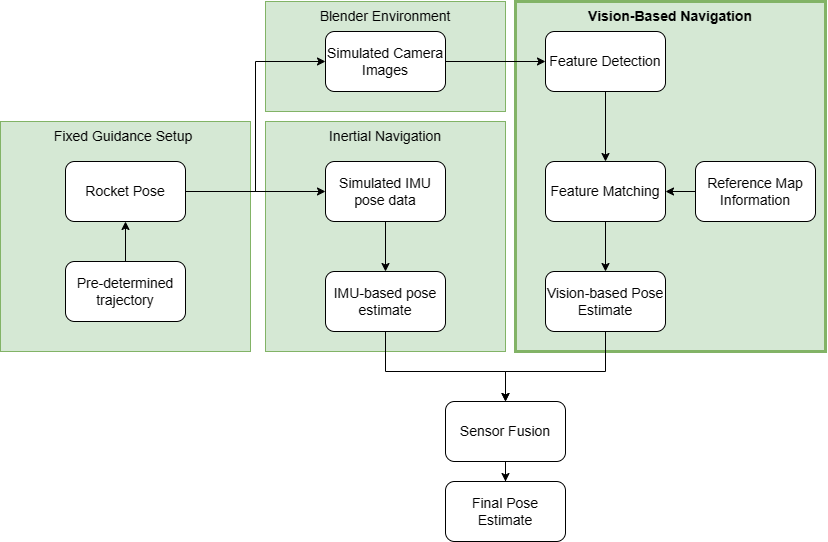 Blender Environment
Simulated Camera
Images
Vision-Based Navigation
Feature Detection
Fixed Guidance Setup
Rocket Pose
Pre-determined
trajectory
Inertial Navigation
Simulated IMU
pose data
IMU-based pose
estimate
Feature Matching
Reference Map
Information
Vision-based Pose
Estimate
Sensor Fusion
Final Pose
Estimate